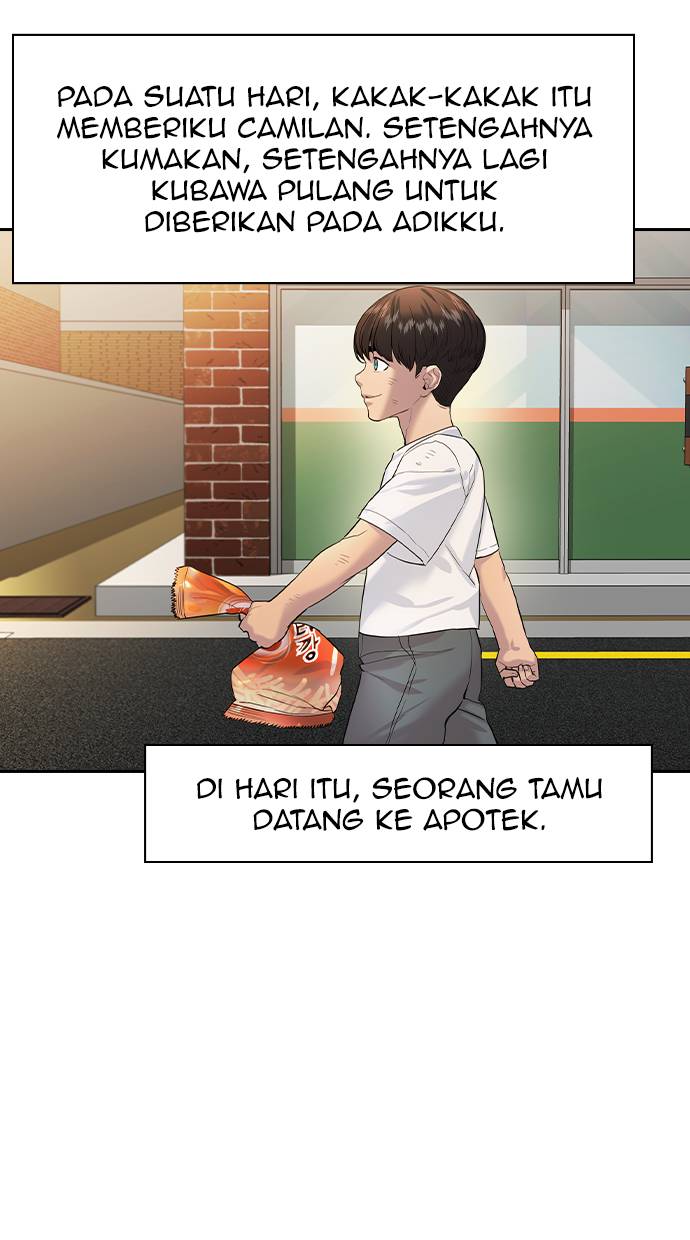 PADA SUATU HARI, KAKAK-KAKAK ITU
MEMBERIKU CAMILAN. SETENGAHNYA
KUMAKAN, SETENGAHNYA LAGI
KUBAWA PULANG UNTUK
DIBERIKAN PADA ADIKKU.
DI HARI ITU, SEORANG TAMU
DATANG KE APOTEK.